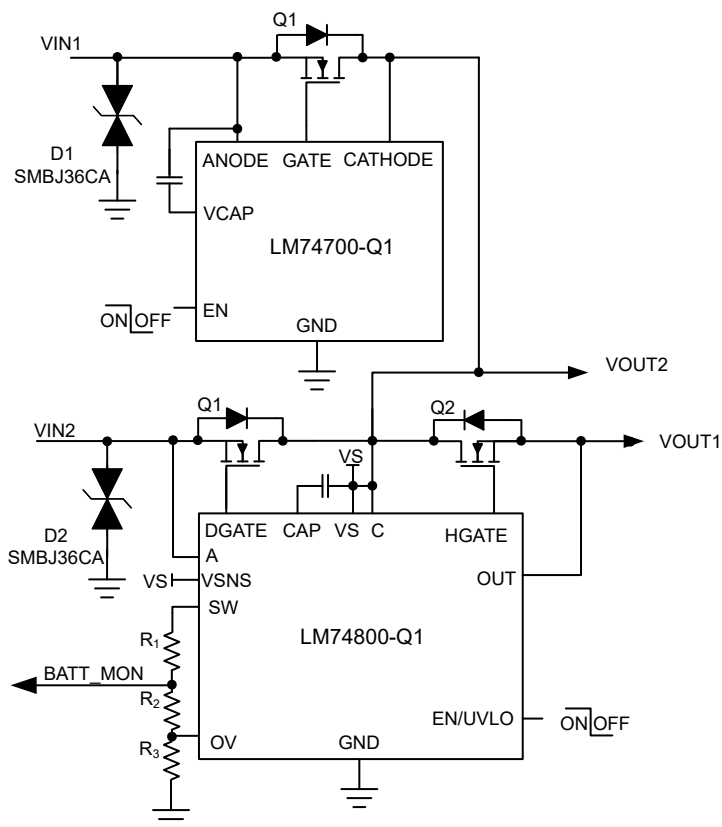 Q1
VIN1
D1
SMBJ36CA
ANODE GATE CATHODE
VCAP
LM74700-Q1
EN
ON OFF
GND
VOUT2
Q1
Q2
VIN2
VOUT1
VS
D2
SMBJ36CA
DGATE CAP VS C HGATE
A
OUT
VS VSNS
SW
R1
LM74800-Q1
BATT_MON
R2
EN/UVLO
ON OFF
R3
OV
GND